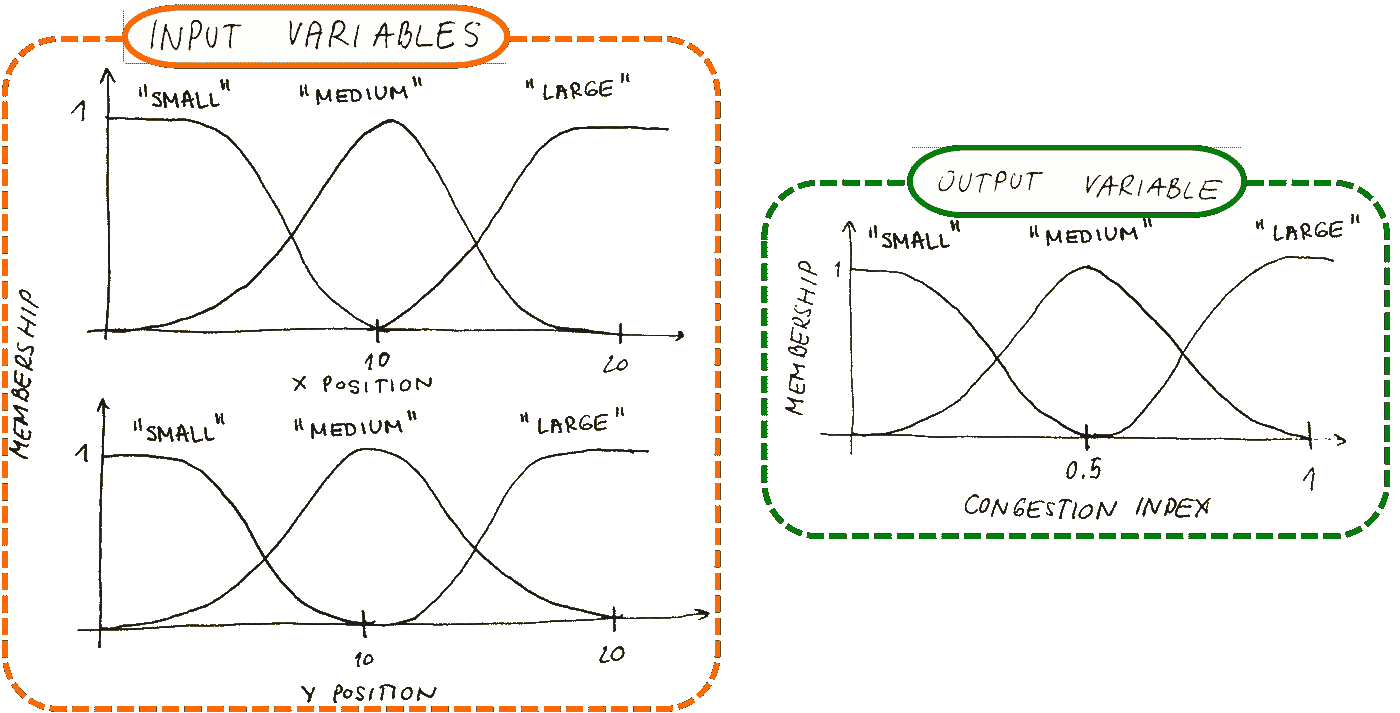 INPUT VARIABLES
"SMALL" "MEDIUM" "LARGE"
1
10 20
X POSITION
MEMBERSHIP
"SMALL" "MEDIUM" "LARGE"
1
10 20
Y POSITION
OUTPUT VARIABLE
"SMALL" "MEDIUM" "LARGE"
1
MEMBERSHIP
0.5 1
CONGESTION INDEX